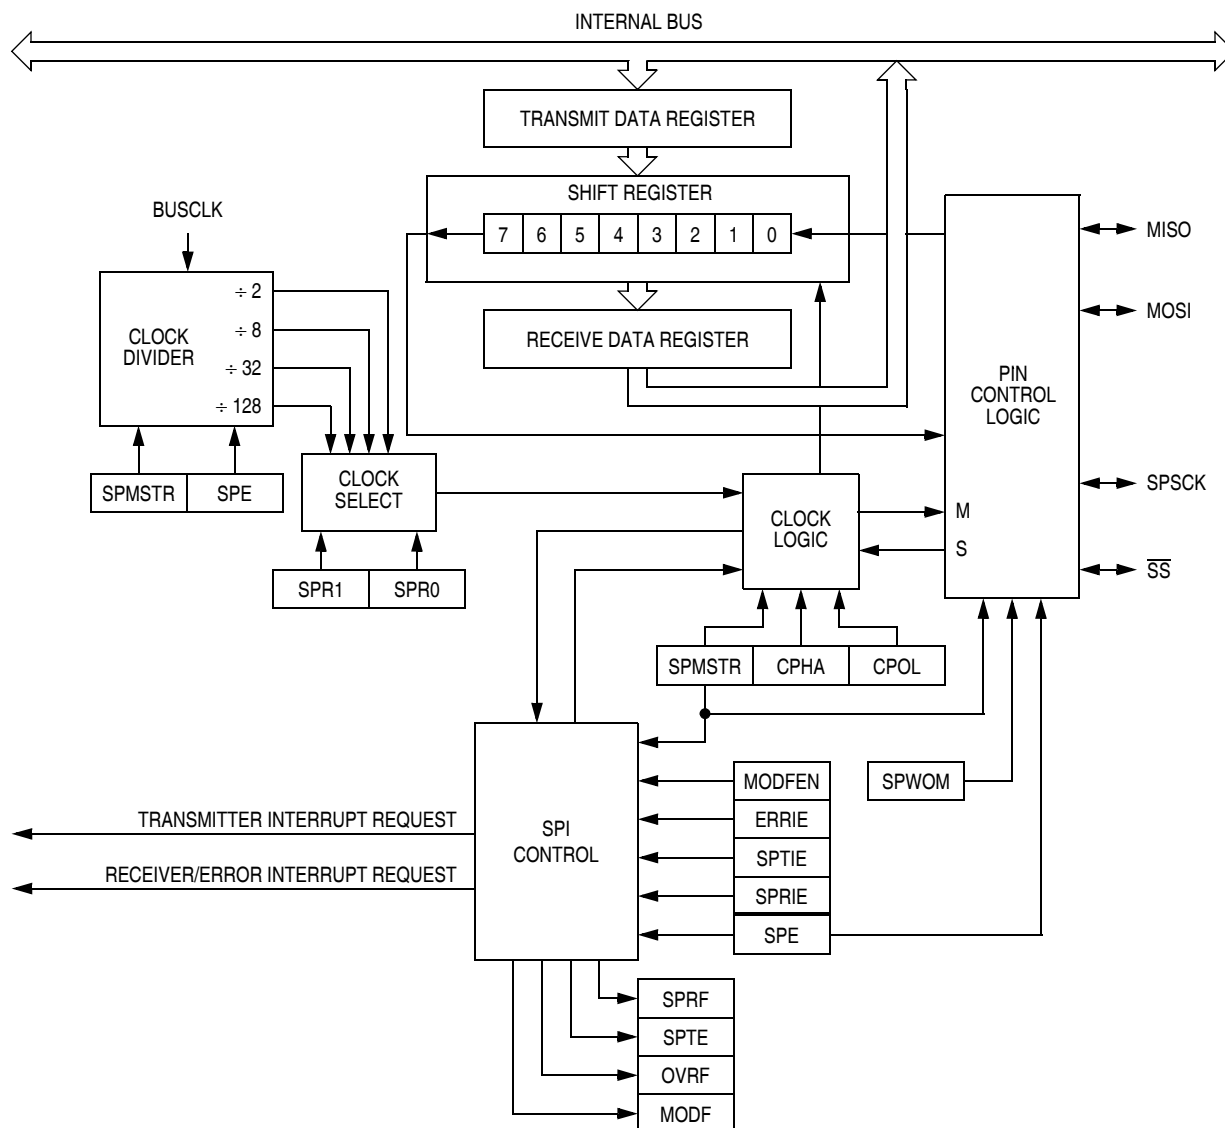 INTERNAL BUS
TRANSMIT DATA REGISTER
SHIFT REGISTER
7 6 5 4 3 2 1 0
RECEIVE DATA REGISTER
BUSCLK
CLOCK
DIVIDER
÷ 2
÷ 8
÷ 32
÷ 128
SPMSTR SPE
CLOCK
SELECT
SPR1 SPR0
CLOCK
LOGIC
PIN
CONTROL
LOGIC
M
S
MISO
MOSI
SPSCK
SS
SPMSTR CPHA CPOL
SPI
CONTROL
MODFEN
ERRIE
SPTIE
SPRIE
SPE
SPWOM
TRANSMITTER INTERRUPT REQUEST
RECEIVER/ERROR INTERRUPT REQUEST
SPRF
SPTE
OVRF
MODF